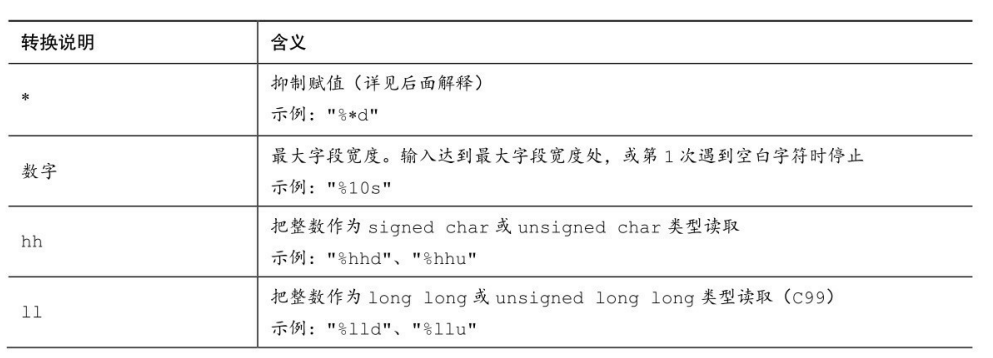 转换说明 含义
* 抑制赋值（详见后面解释）
示例："%*d"
数字 最大字段宽度。输入达到最大字段宽度处，或第 1 次遇到空白字符时停止
示例："%10s"
hh 把整数作为 signed char 或 unsigned char 类型读取
示例："%hhd"、"%hhu"
ll 把整数作为 long long 或 unsigned long long 类型读取（C99）
示例："%lld"、"%llu"